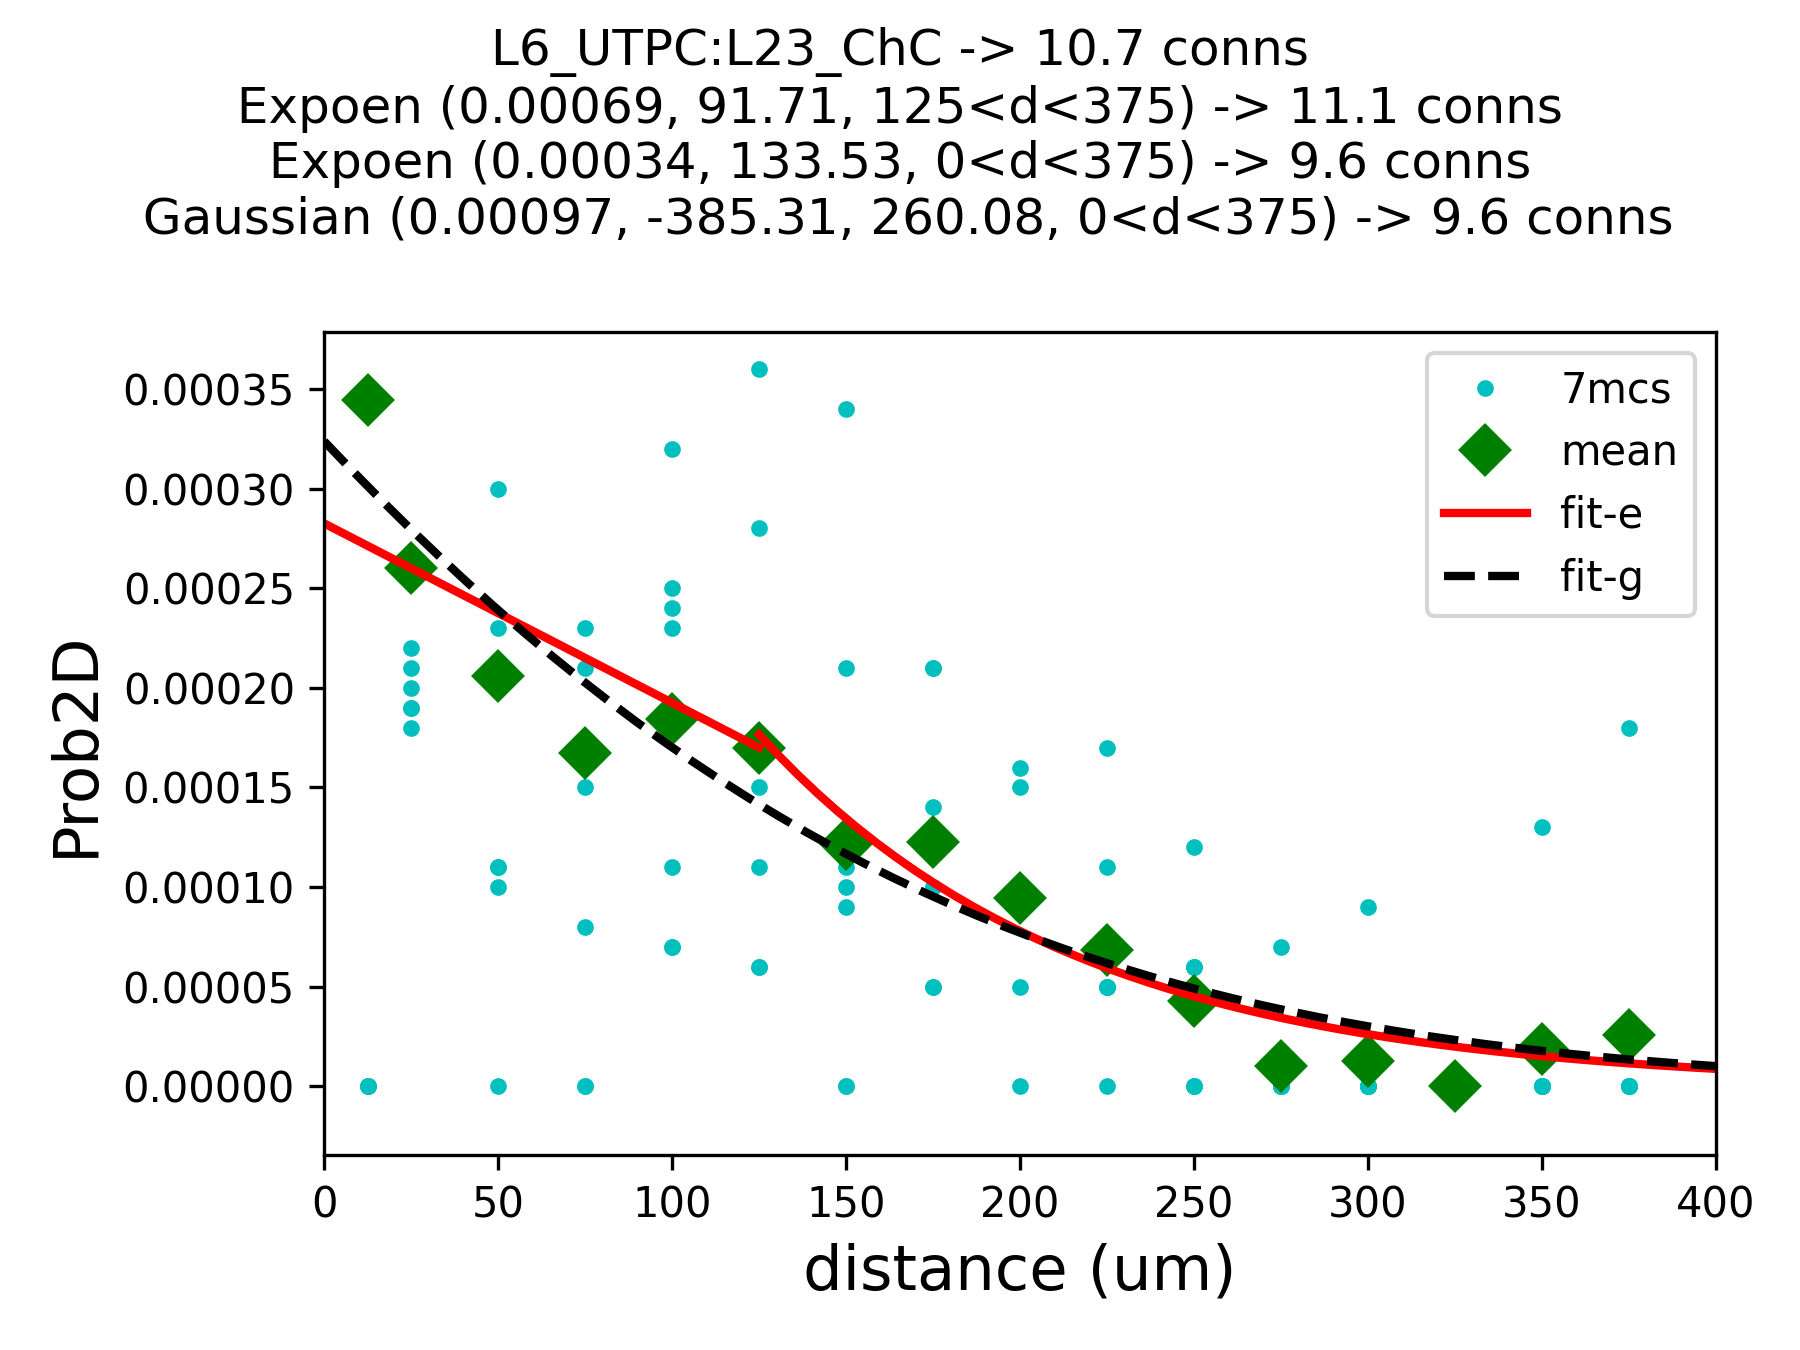 L6_UTPC:L23_ChC -> 10.7 conns
Expoen (0.00069, 91.71, 125<d<375) -> 11.1 conns
Expoen (0.00034, 133.53, 0<d<375) -> 9.6 conns
Gaussian (0.00097, -385.31, 260.08, 0<d<375) -> 9.6 conns
7mcs
mean
fit-e
fit-g
Prob2D
0.00035
0.00030
0.00025
0.00020
0.00015
0.00010
0.00005
0.00000
0 50 100 150 200 250 300 350 400
distance (um)